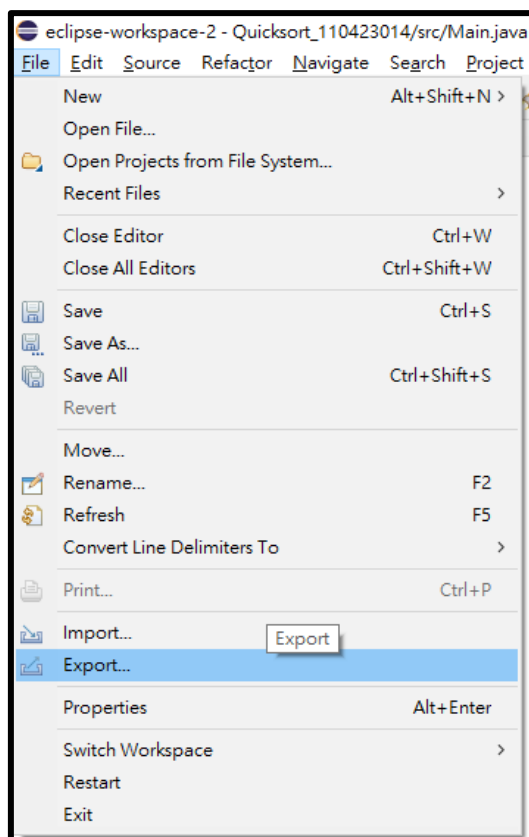 eclipse-workspace-2 - Quicksort_110423014/src/Main.java
File Edit Source Refactor Navigate Search Project
New Alt+Shift+N >
Open File...
Open Projects from File System...
Recent Files >
Close Editor Ctrl+W
Close All Editors Ctrl+Shift+W
Save Ctrl+S
Save As...
Save All Ctrl+Shift+S
Revert
Move...
Rename... F2
Refresh F5
Convert Line Delimiters To >
Print... Ctrl+P
Import...
Export
Export...
Properties Alt+Enter
Switch Workspace >
Restart
Exit